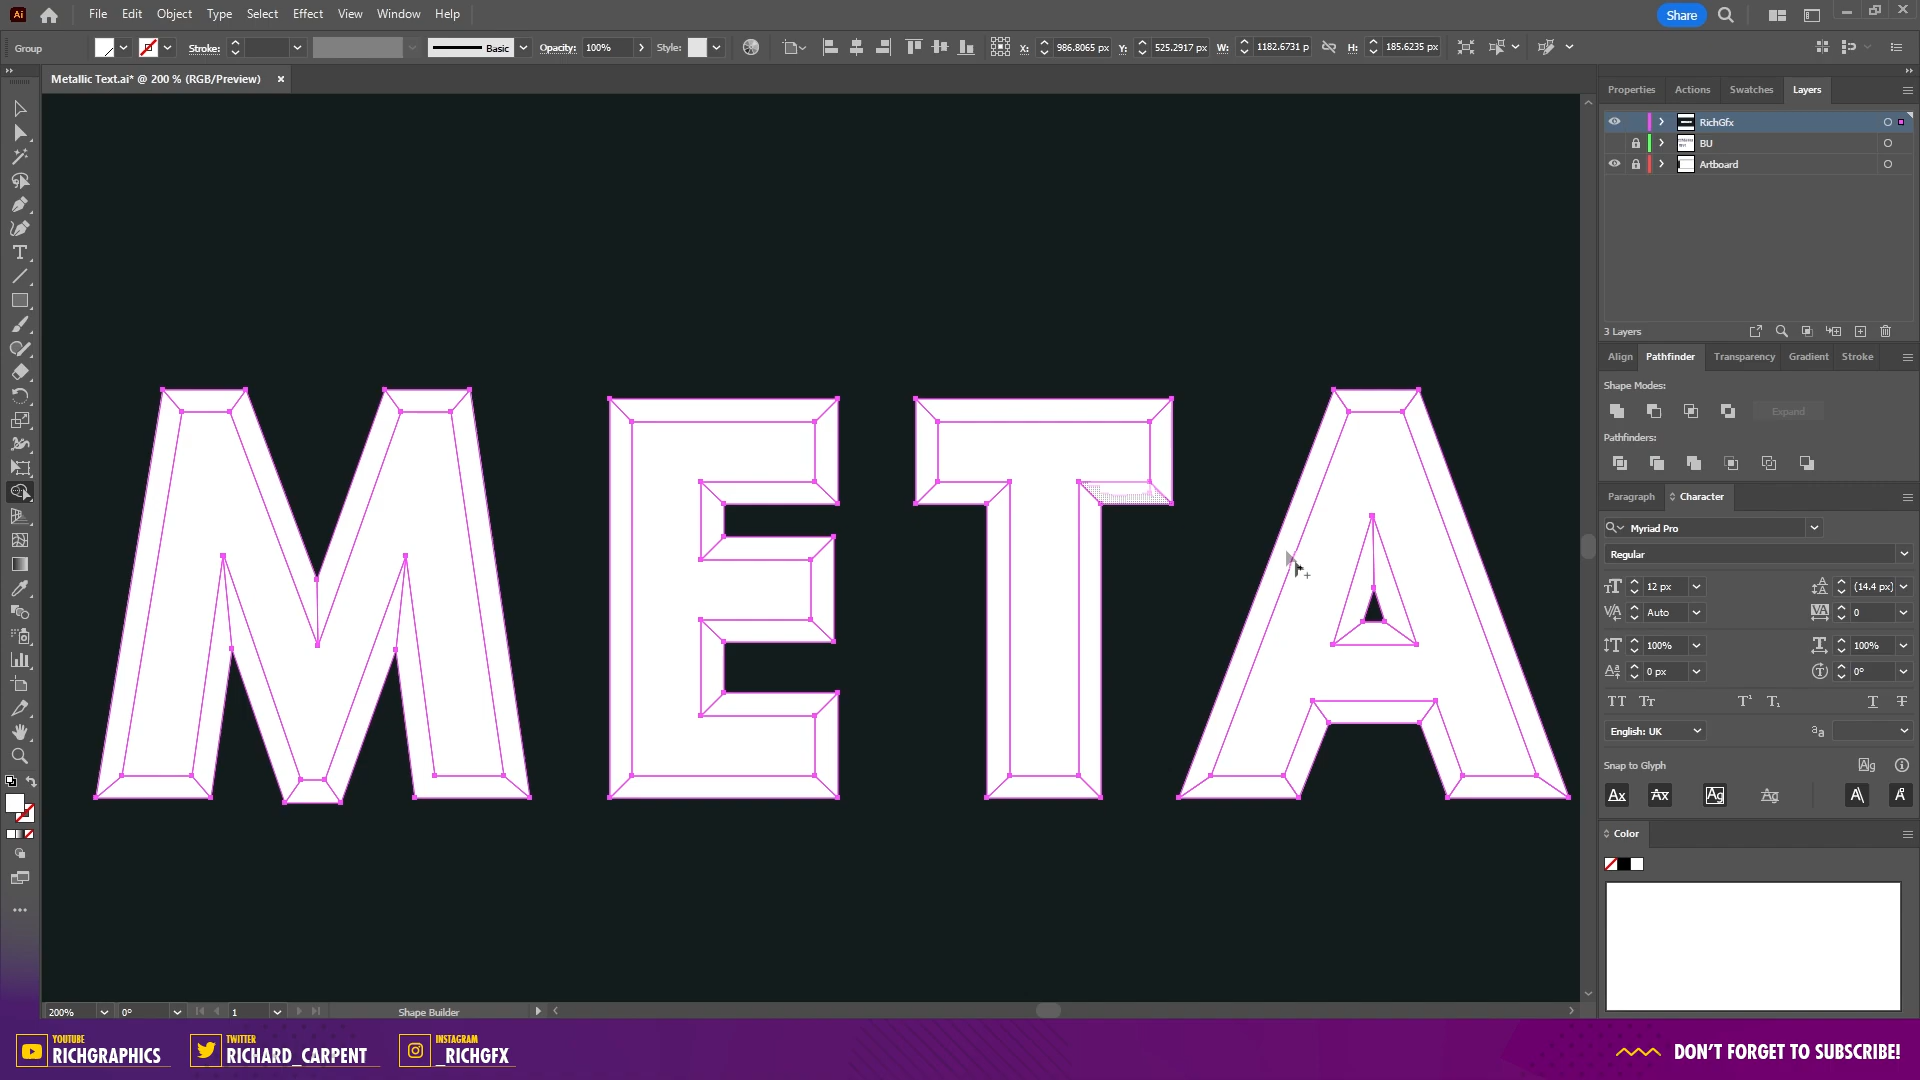 Ai File Edit Object Type Select Effect View Window Help Share
Group Stroke: Basic Opacity: 100% Style: X: 986.8065 px Y: 525.2917 px W: 1182.6731 p H: 185.6235 px
Metallic Text.ai* @ 200 % (RGB/Preview) ×
Properties Actions Swatches Layers
RichGfx
BU
Artboard
3 Layers
Align Pathfinder Transparency Gradient Stroke
Shape Modes:
Expand
Pathfinders:
Paragraph Character
Myriad Pro
Regular
12 px (14.4 px)
Auto 0
100% 100%
0 px 0°
English: UK
Snap to Glyph
Color
META
200% 0° 1 Shape Builder
YOUTUBE
RICHGRAPHICS
TWITTER
RICHARD_CARPENT
INSTAGRAM
_RICHGFX
DON'T FORGET TO SUBSCRIBE!